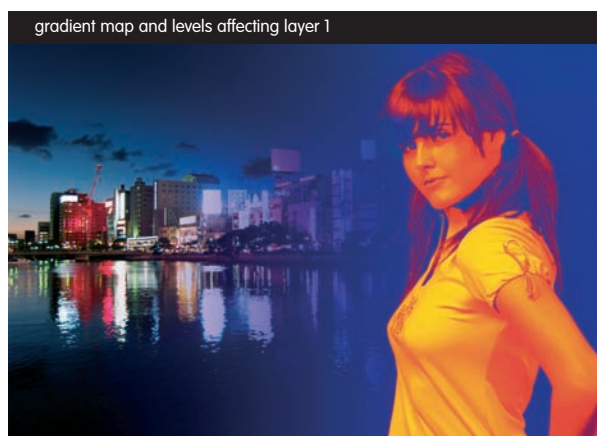 gradient map and levels affecting layer 1